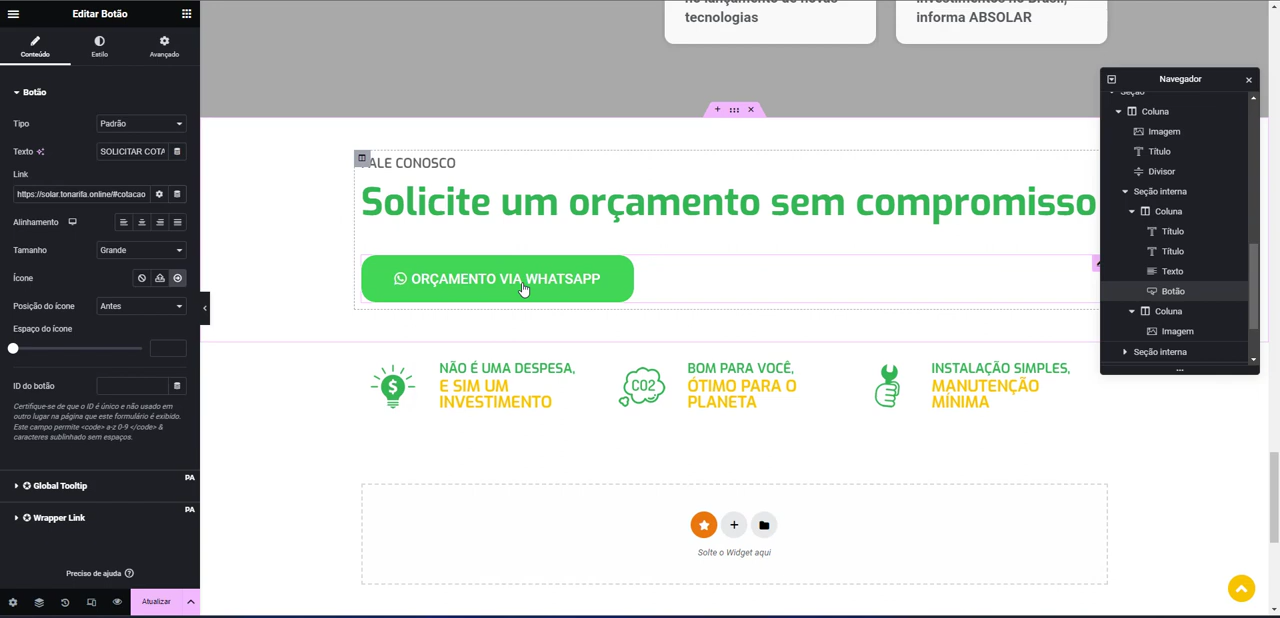 Editar Botão
Conteúdo
Estilo
Avançado
Botão
Tipo
Padrão
Texto
SOLICITAR COTA
Link
https://solar.tonarifa.online/#cotacao
Alinhamento
Tamanho
Grande
Ícone
Posição do ícone
Antes
Espaço do ícone
ID do botão
Certifique-se de que o ID é único e não usado em
outro lugar na página que este formulário é exibido.
Este campo permite <code> a-z 0-9 </code> &
caracteres sublinhado sem espaços.
PA
Global Tooltip
PA
Wrapper Link
Preciso de ajuda
Atualizar
tecnologias
informa ABSOLAR
FALE CONOSCO
Solicite um orçamento sem compromisso
ORÇAMENTO VIA WHATSAPP
NÃO É UMA DESPESA,
E SIM UM
INVESTIMENTO
CO2
BOM PARA VOCÊ,
ÓTIMO PARA O
PLANETA
INSTALAÇÃO SIMPLES,
MANUTENÇÃO
MÍNIMA
Solte o Widget aqui
Navegador
Seção
Coluna
Imagem
Título
Divisor
Seção interna
Coluna
Título
Título
Texto
Botão
Coluna
Imagem
Seção interna